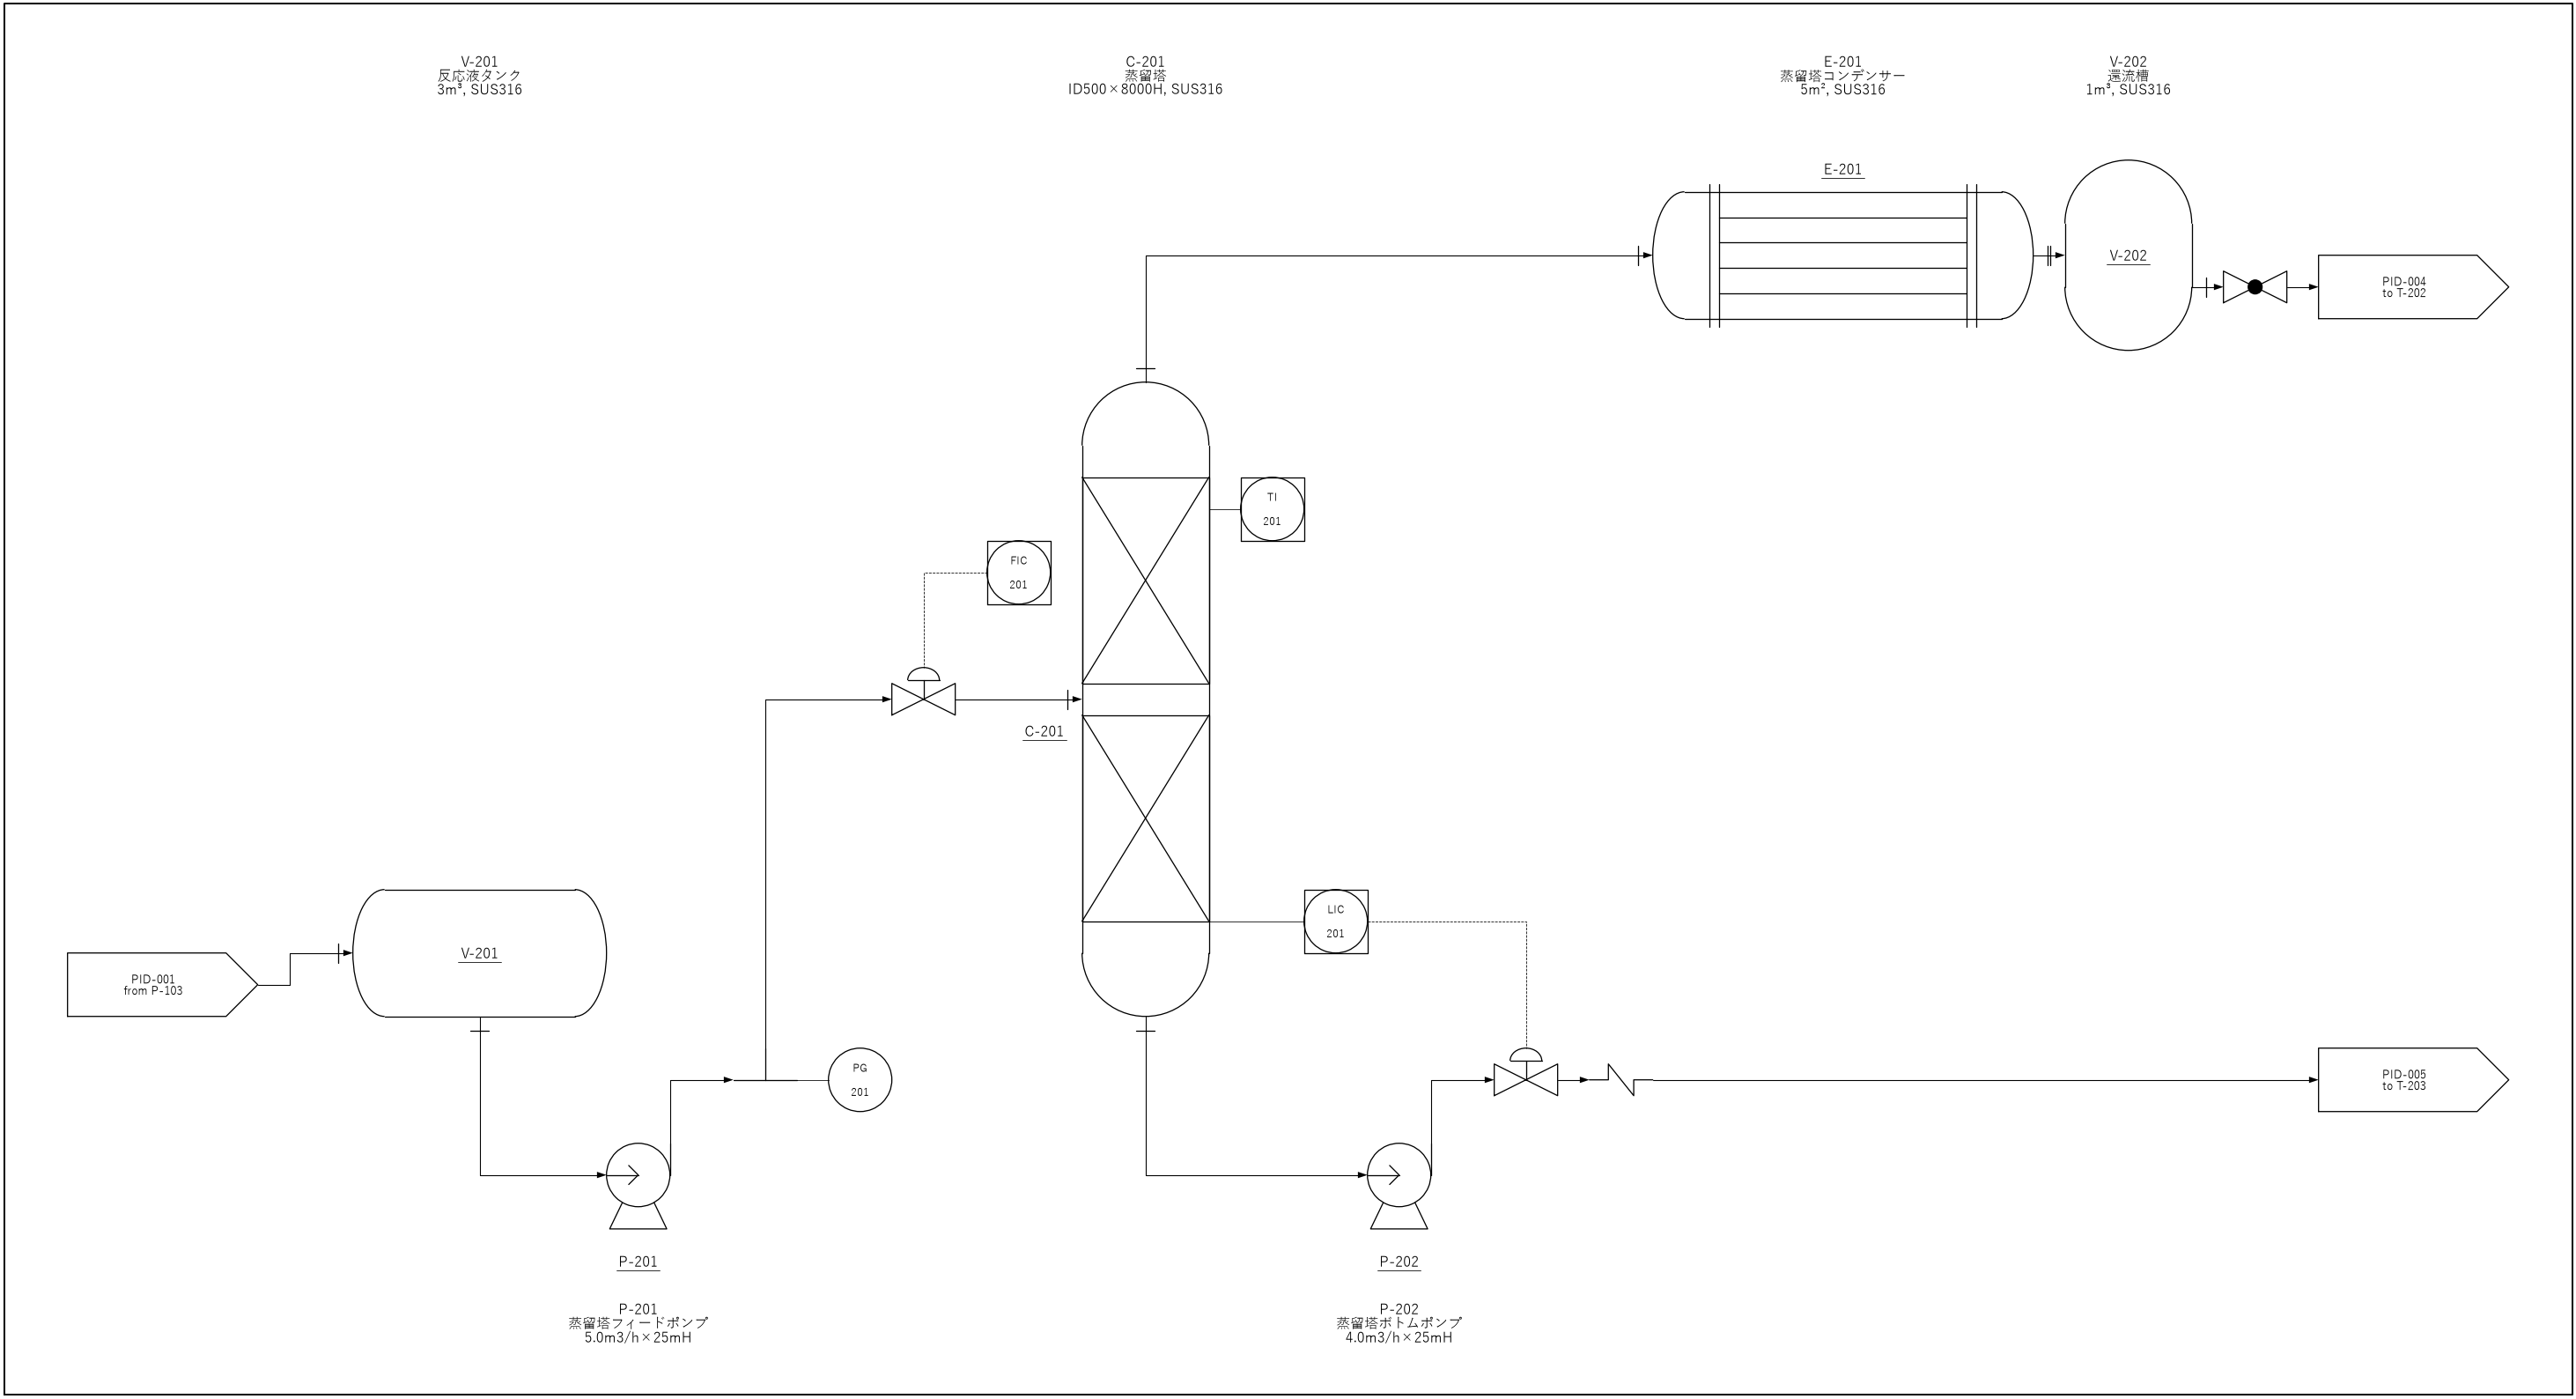 V-201
反応液タンク
3m³, SUS316
C-201
蒸留塔
ID500×8000H, SUS316
E-201
蒸留塔コンデンサー
5m², SUS316
V-202
還流槽
1m³, SUS316
E-201
V-202
PID-004
to T-202
TI
201
FIC
201
C-201
LIC
201
V-201
PID-001
from P-103
PG
201
PID-005
to T-203
P-201
P-202
P-201
蒸留塔フィードポンプ
5.0m3/h×25mH
P-202
蒸留塔ボトムポンプ
4.0m3/h×25mH